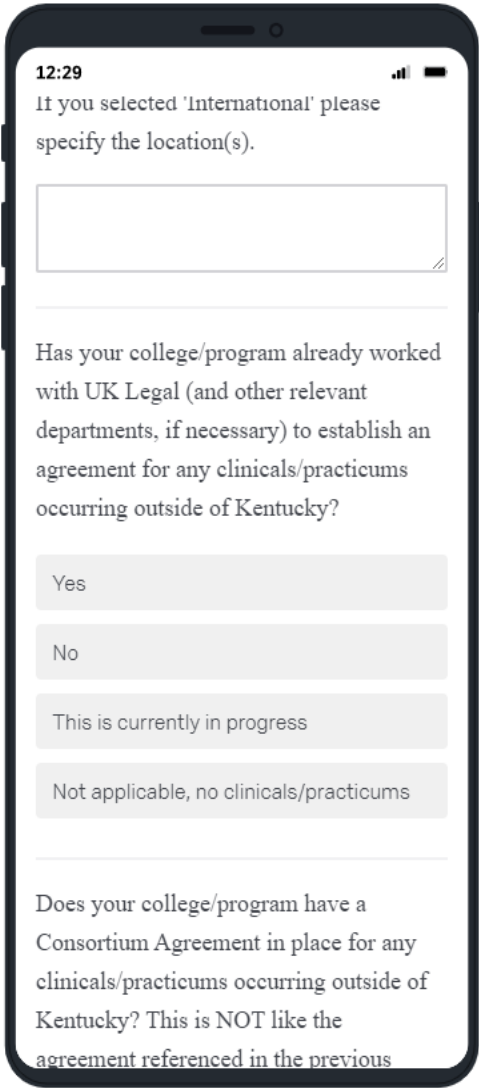 12:29
If you selected 'International' please
specify the location(s).
Has your college/program already worked
with UK Legal (and other relevant
departments, if necessary) to establish an
agreement for any clinicals/practicums
occurring outside of Kentucky?
Yes
No
This is currently in progress
Not applicable, no clinicals/practicums
Does your college/program have a
Consortium Agreement in place for any
clinicals/practicums occurring outside of
Kentucky? This is NOT like the
agreement referenced in the previous